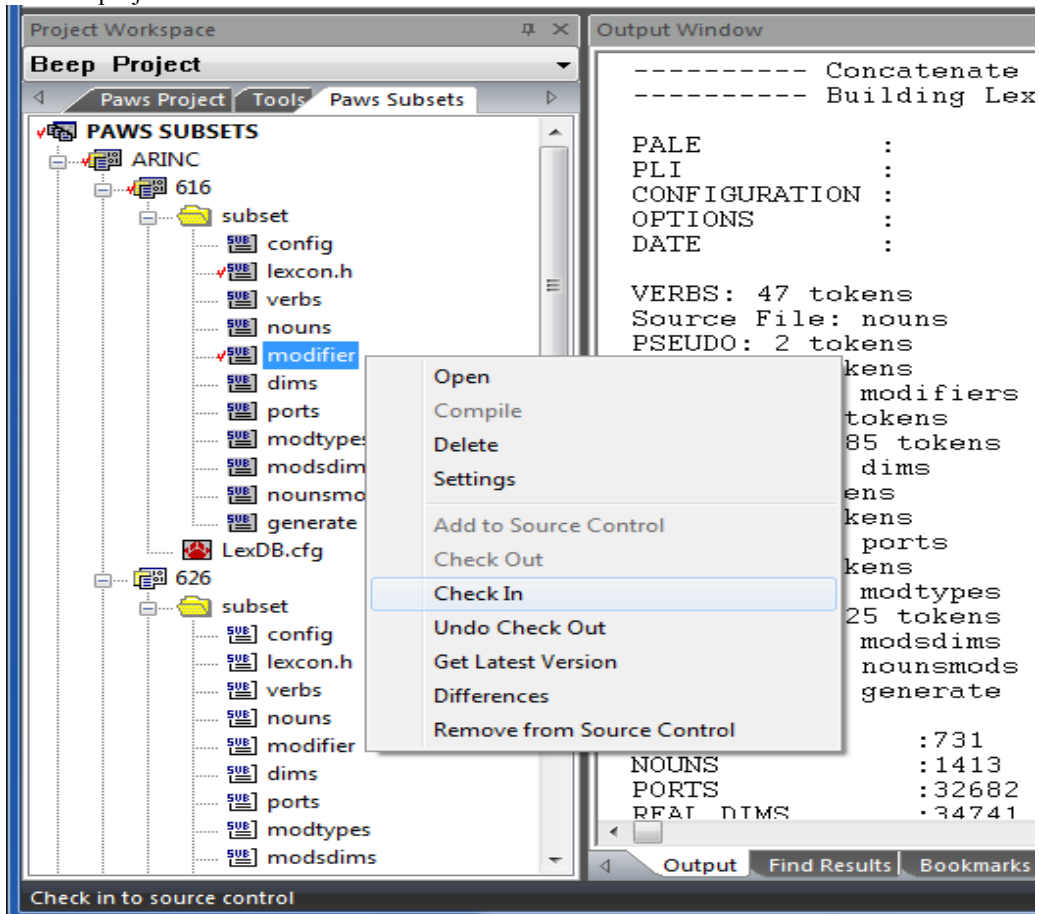 Project Workspace
Beep Project
Paws Project Tools Paws Subsets
PAWS SUBSETS
ARINC
616
subset
config
lexcon.h
verbs
nouns
modifier
dims
ports
modtypes
modsdim
nounsmo
generate
LexDB.cfg
626
subset
config
lexcon.h
verbs
nouns
modifier
dims
ports
modtypes
modsdims
Open
Compile
Delete
Settings
Add to Source Control
Check Out
Check In
Undo Check Out
Get Latest Version
Differences
Remove from Source Control
Output Window
---------- Concatenate
---------- Building Lex
PALE :
PLI :
CONFIGURATION :
OPTIONS :
DATE :
VERBS: 47 tokens
Source File: nouns
PSEUDO: 2 tokens
kens
modifiers
tokens
85 tokens
dims
ens
kens
ports
kens
modtypes
25 tokens
modsdims
nounsmods
generate
:731
NOUNS :1413
PORTS :32682
REAL DIMS :34741
Output Find Results Bookmarks
Check in to source control